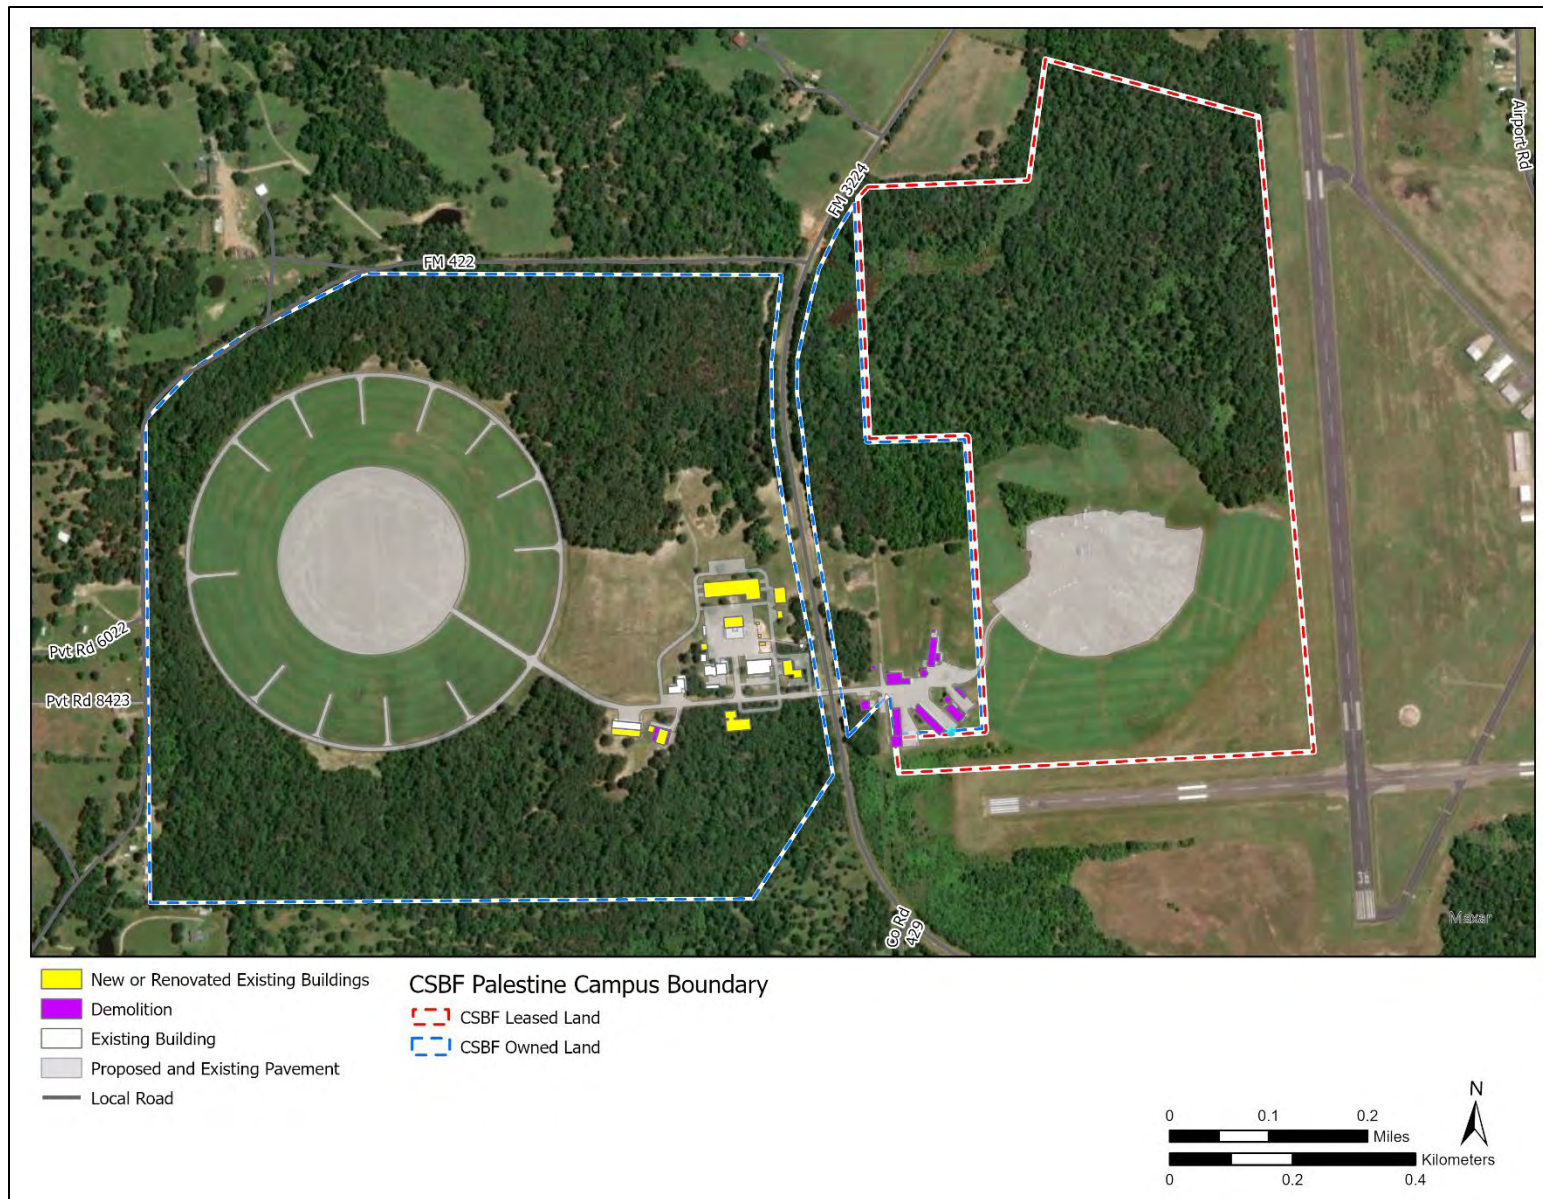 Airport Rd
FM 3224
FM 422
Pvt Rd 6022
Pvt Rd 8423
Co Rd
429
Maxar
New or Renovated Existing Buildings
Demolition
Existing Building
Proposed and Existing Pavement
Local Road
CSBF Palestine Campus Boundary
CSBF Leased Land
CSBF Owned Land
N
0 0.1 0.2
Miles
Kilometers
0 0.2 0.4